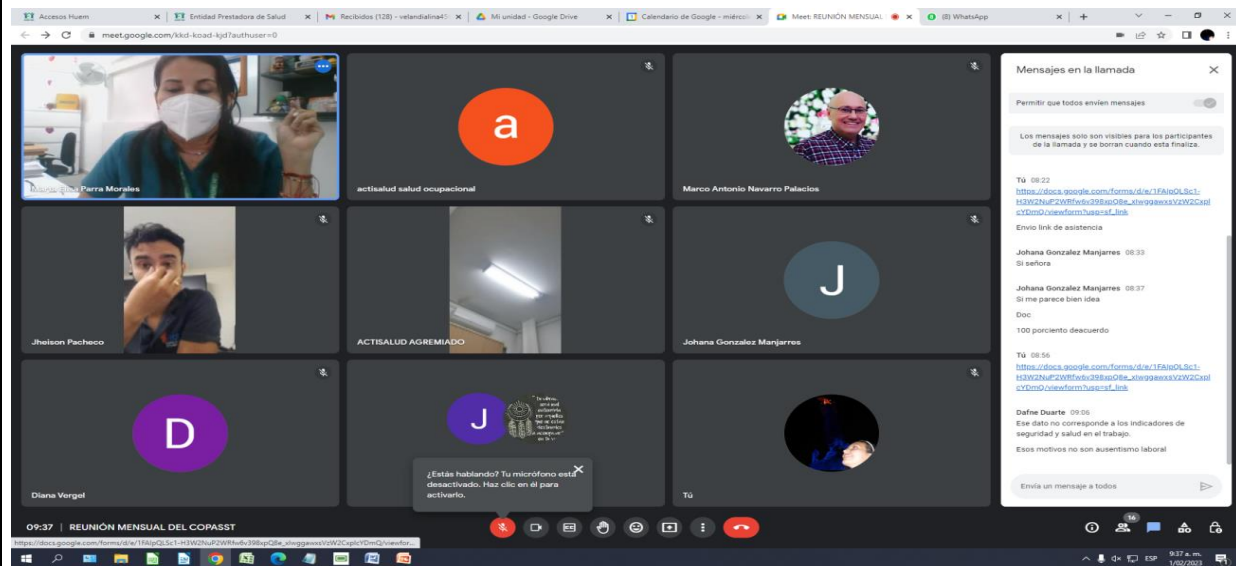 Accesos Huem
Entidad Prestadora de Salud
Recibidos (128) - velandialina45
Mi unidad - Google Drive
Calendario de Google - miércol
Meet: REUNIÓN MENSUAL
(8) WhatsApp
meet.google.com/kkd-koad-kjd?authuser=0
Parra Morales
a
actisalud salud ocupacional
Marco Antonio Navarro Palacios
Jheison Pacheco
ACTISALUD AGREMIADO
J
Johana Gonzalez Manjarres
D
Diana Vergel
J
Tú
¿Estás hablando? Tu micrófono está
desactivado. Haz clic en él para
activarlo.
Mensajes en la llamada
Permitir que todos envíen mensajes
Los mensajes solo son visibles para los participantes
de la llamada y se borran cuando esta finaliza.
Tú 08:22
https://docs.google.com/forms/d/e/1FAIpQLSc1-
H3W2NuP2WRfw6v398xpQ8e_xIwggawxsVzW2Cxpl
cYDmQ/viewform?usp=sf_link
Envio link de asistencia
Johana Gonzalez Manjarres 08:33
Si señora
Johana Gonzalez Manjarres 08:37
Si me parece bien idea
Doc
100 porciento deacuerdo
Tú 08:56
https://docs.google.com/forms/d/e/1FAIpQLSc1-
H3W2NuP2WRfw6v398xpQ8e_xIwggawxsVzW2Cxpl
cYDmQ/viewform?usp=sf_link
Dafne Duarte 09:06
Ese dato no corresponde a los indicadores de
seguridad y salud en el trabajo.
Esos motivos no son ausentismo laboral
Envía un mensaje a todos
09:37 | REUNIÓN MENSUAL DEL COPASST
16
https://docs.google.com/forms/d/e/1FAIpQLSc1-H3W2NuP2WRfw6v398xpQ8e_xIwggawxsVzW2CxplcYDmQ/viewfor...
ESP
9:37 a. m.
1/02/2023